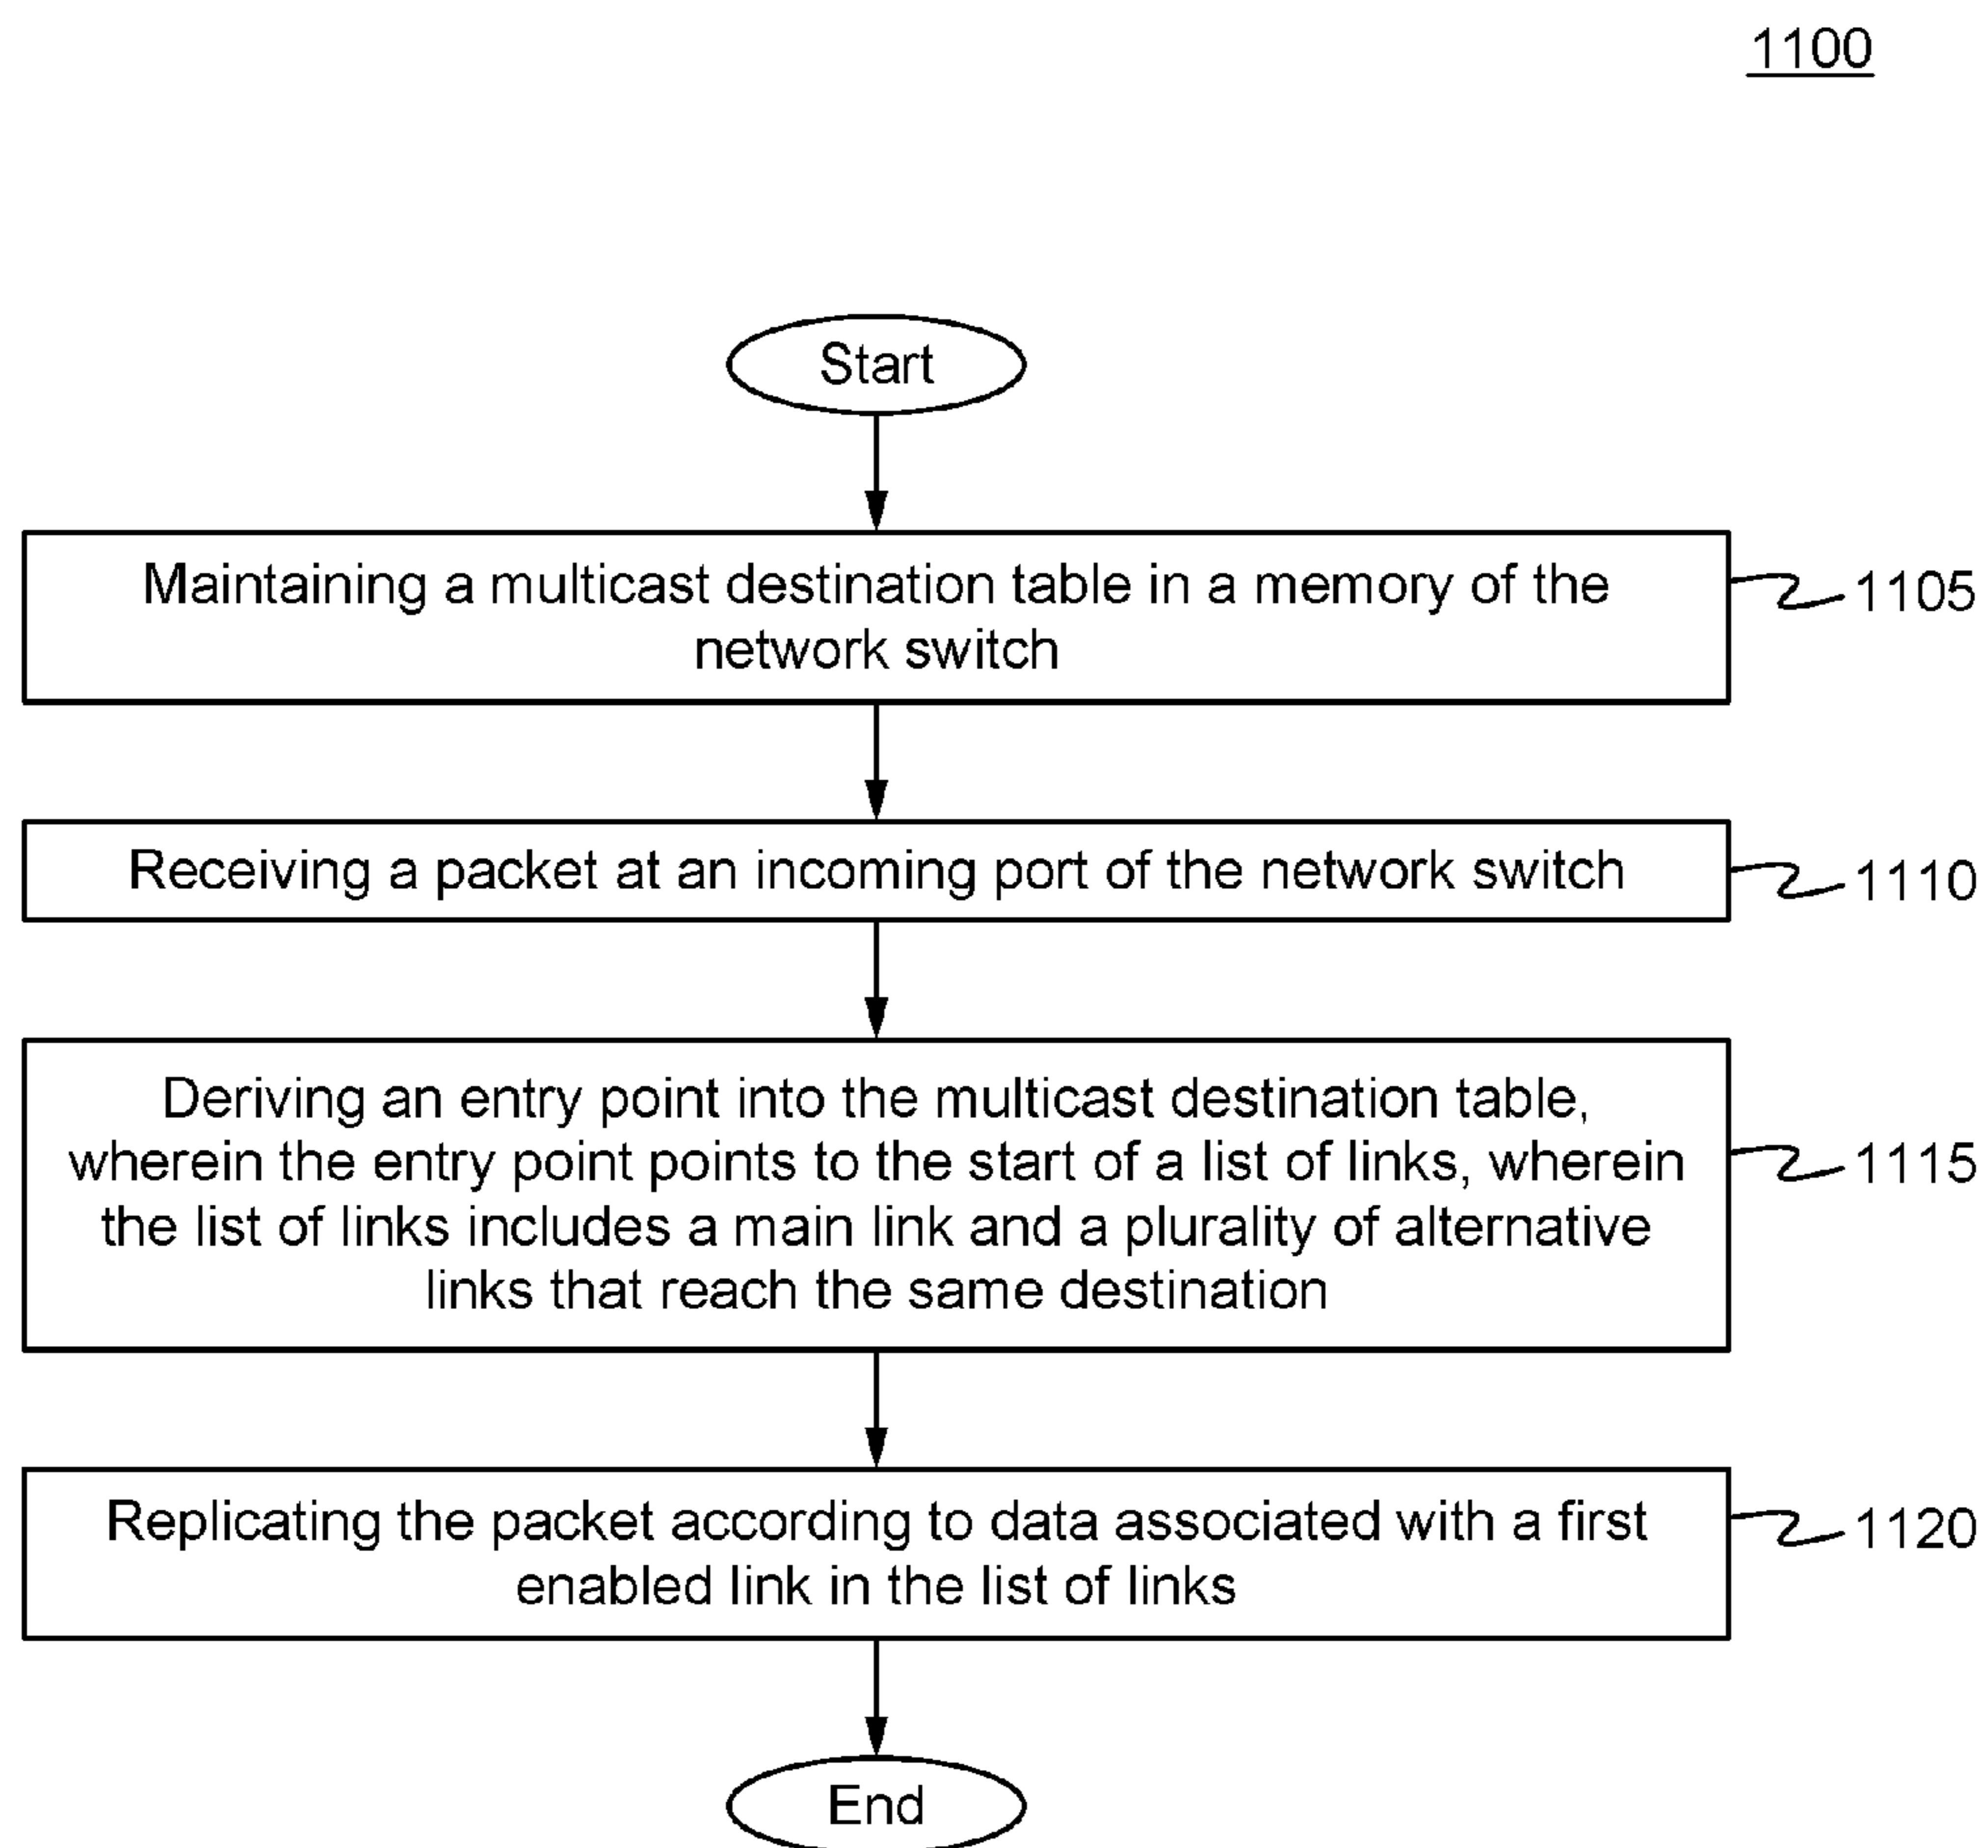 1100
Start
Maintaining a multicast destination table in a memory of the
network switch
1105
Receiving a packet at an incoming port of the network switch
1110
Deriving an entry point into the multicast destination table,
wherein the entry point points to the start of a list of links, wherein
the list of links includes a main link and a plurality of alternative
links that reach the same destination
1115
Replicating the packet according to data associated with a first
enabled link in the list of links
1120
End